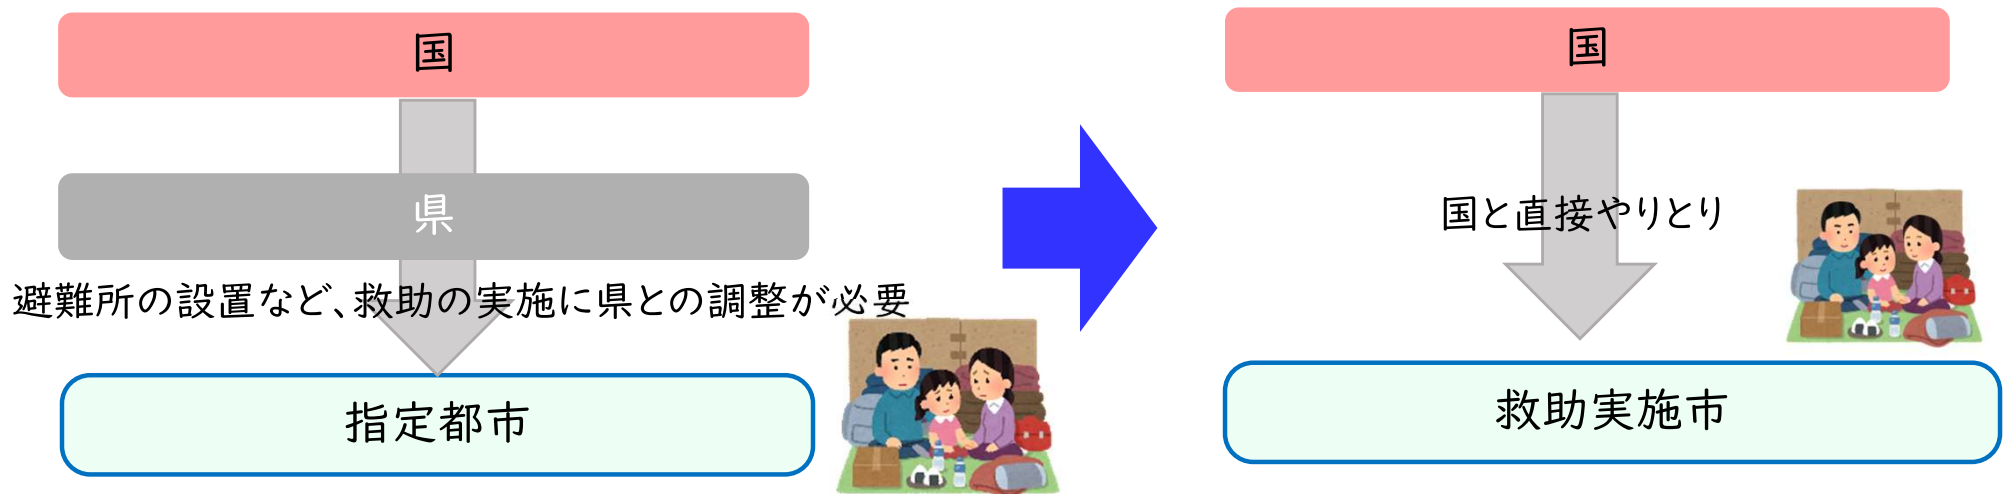 国
県
避難所の設置など、救助の実施に県との調整が必要
指定都市
国
国と直接やりとり
救助実施市